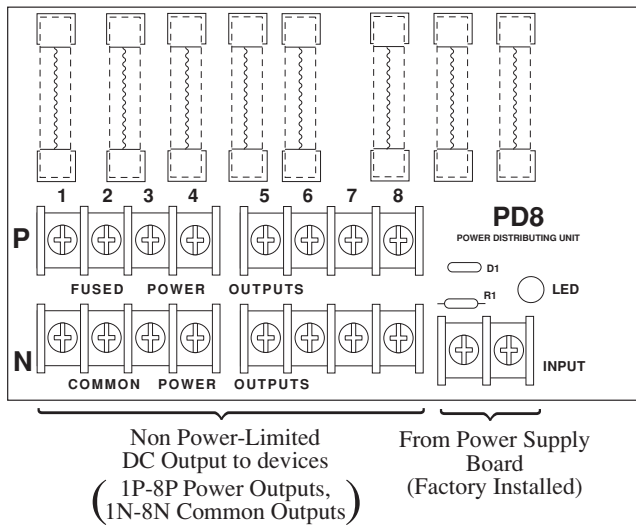 1 2 3 4 5 6 7 8
P
PD8
POWER DISTRIBUTING UNIT
D1
FUSED POWER OUTPUTS
LED
R1
N
INPUT
COMMON POWER OUTPUTS
Non Power-Limited
DC Output to devices
(1P-8P Power Outputs,
1N-8N Common Outputs)
From Power Supply
Board
(Factory Installed)